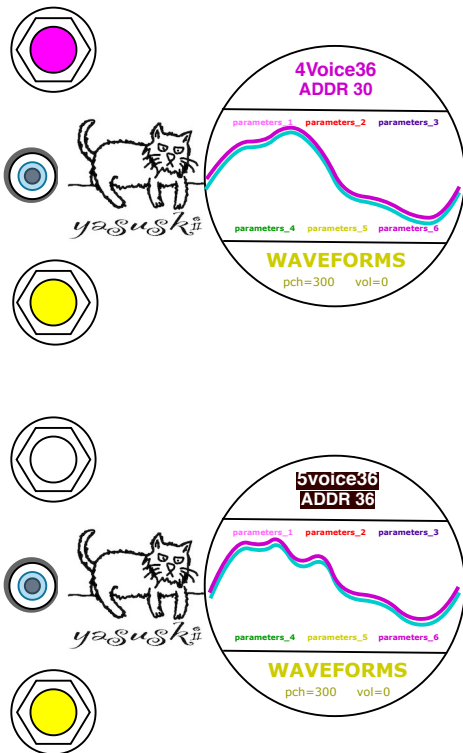 4Voice36
ADDR 30
parameters_1 parameters_2 parameters_3
yasuski
parameters_4 parameters_5 parameters_6
WAVEFORMS
pch=300 vol=0
5voice36
ADDR 36
parameters_1 parameters_2 parameters_3
yasuski
parameters_4 parameters_5 parameters_6
WAVEFORMS
pch=300 vol=0